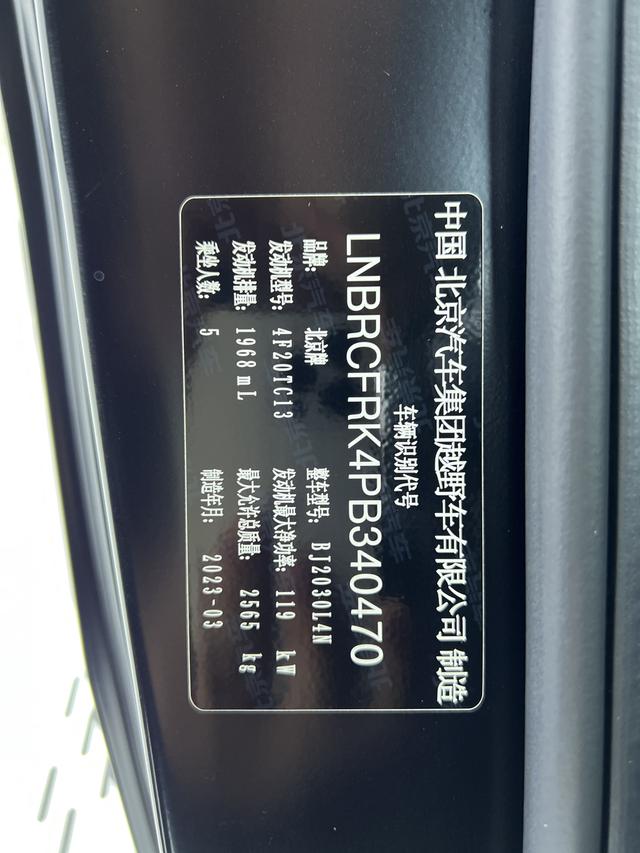 中国 北京汽车集团越野车有限公司 制造
车辆识别代号
LNBRCFRK4PB340470
品牌: 北京牌 整车型号: BJ2030L4N
发动机型号: 4F20TC13 发动机最大净功率: 119 kW
发动机排量: 1968 mL 最大允许总质量: 2565 kg
乘坐人数: 5 制造年月: 2023-03